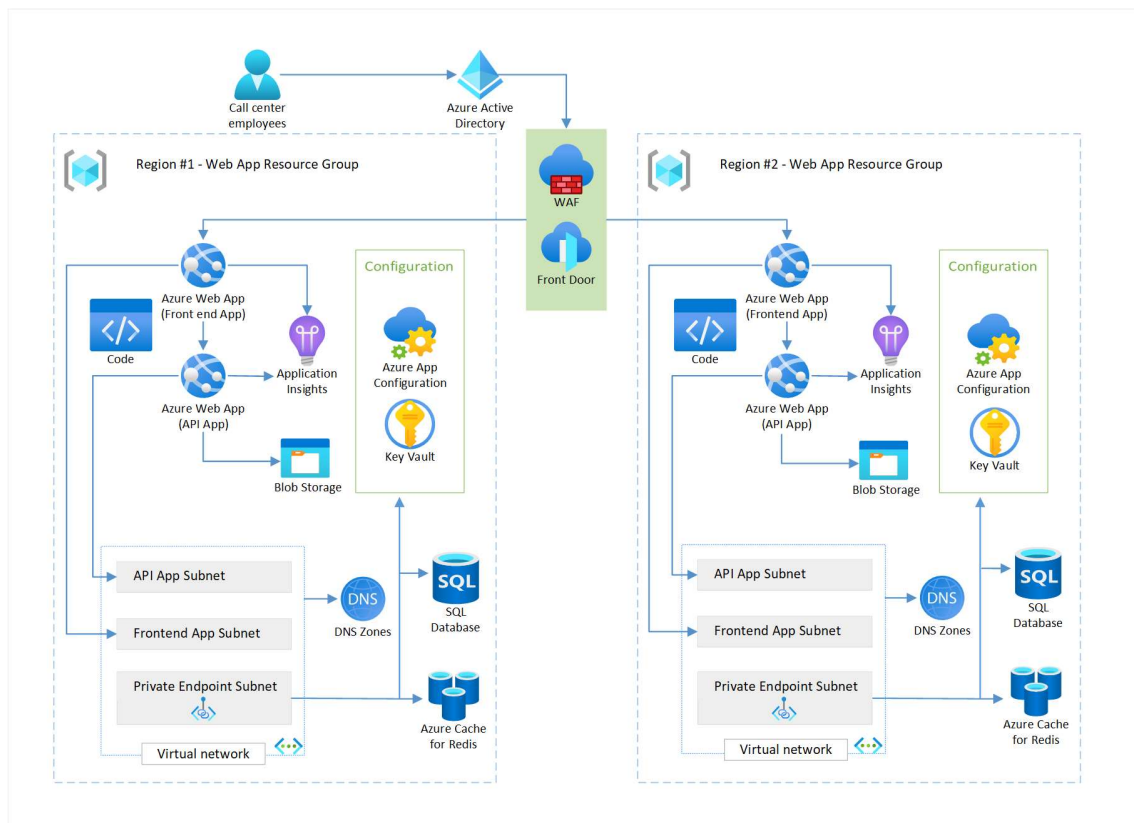 Call center
employees
Azure Active
Directory
WAF
Front Door
Region #1 - Web App Resource Group
Azure Web App
(Front end App)
Code
Application
Insights
Azure Web App
(API App)
Blob Storage
Configuration
Azure App
Configuration
Key Vault
API App Subnet
Frontend App Subnet
Private Endpoint Subnet
Virtual network
DNS
DNS Zones
SQL
SQL
Database
Azure Cache
for Redis
Region #2 - Web App Resource Group
Azure Web App
(Frontend App)
Code
Application
Insights
Azure Web App
(API App)
Blob Storage
Configuration
Azure App
Configuration
Key Vault
API App Subnet
Frontend App Subnet
Private Endpoint Subnet
Virtual network
DNS
DNS Zones
SQL
SQL
Database
Azure Cache
for Redis